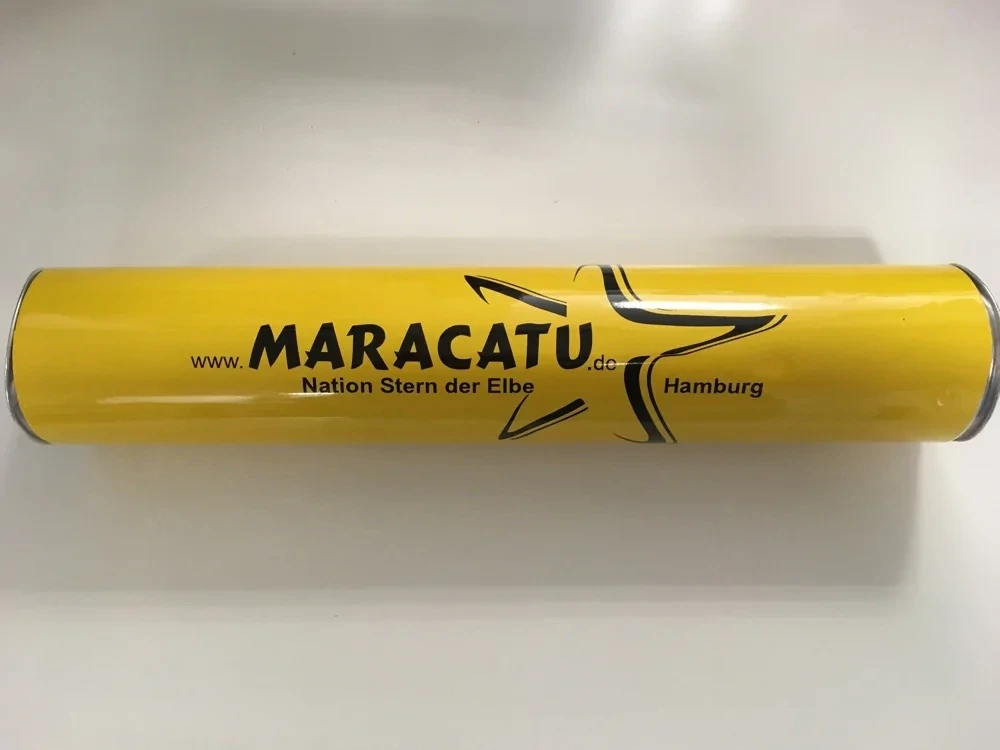 www.MARACATU.de
Nation Stern der Elbe Hamburg